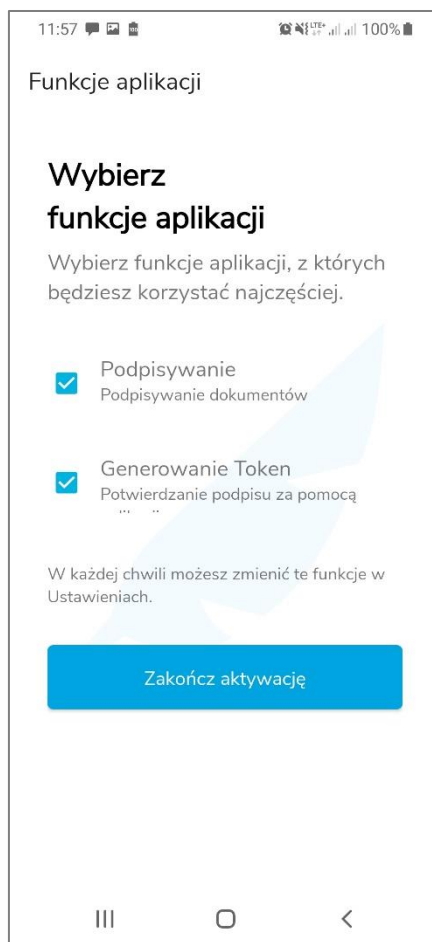 11:57
LTE+
100%
Funkcje aplikacji
Wybierz
funkcje aplikacji
Wybierz funkcje aplikacji, z których
będziesz korzystać najczęściej.
Podpisywanie
Podpisywanie dokumentów
Generowanie Token
Potwierdzanie podpisu za pomocą
W każdej chwili możesz zmienić te funkcje w
Ustawieniach.
Zakończ aktywację